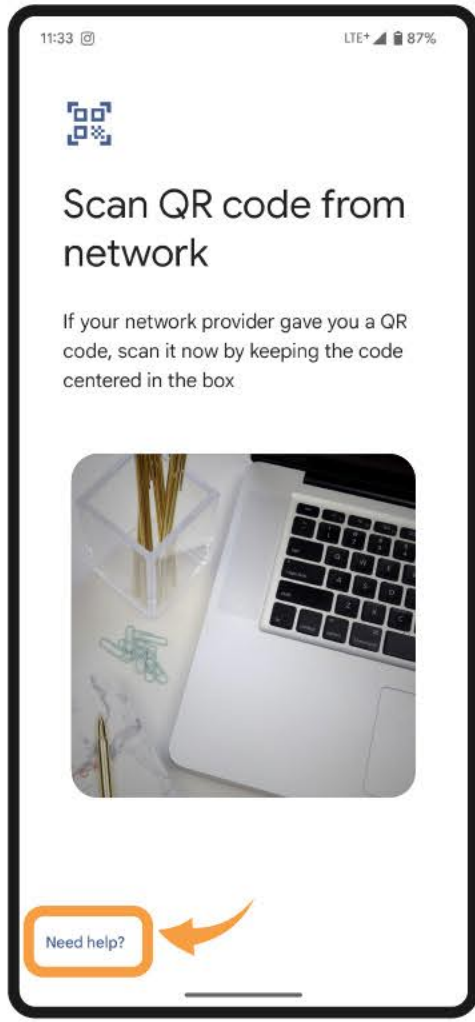 11:33
LTE+ 87%
Scan QR code from
network
If your network provider gave you a QR
code, scan it now by keeping the code
centered in the box
Need help?